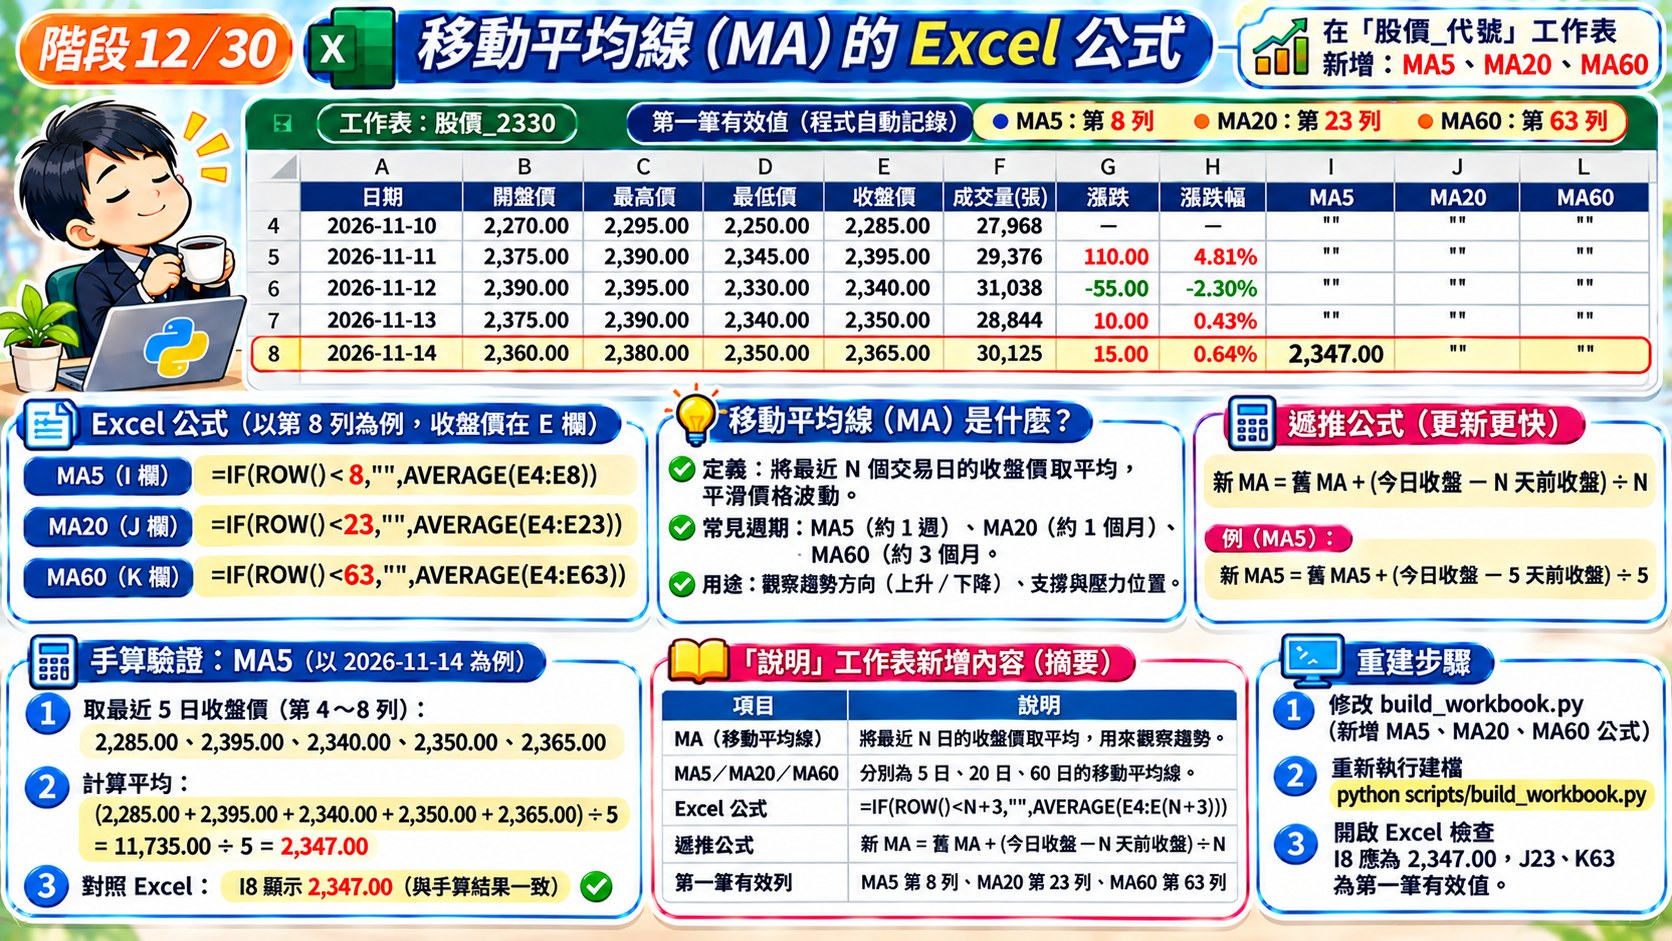 階段 12／30
X
移動平均線（MA）的 Excel 公式
在「股價_代號」工作表
新增：MA5、MA20、MA60
工作表：股價_2330
第一筆有效值（程式自動記錄）
MA5：第 8 列
MA20：第 23 列
MA60：第 63 列
A B C D E F G H I J K L
日期 開盤價 最高價 最低價 收盤價 成交量(張) 漲跌 漲跌幅 MA5 MA20 MA60
4 2026-11-10 2,270.00 2,295.00 2,250.00 2,285.00 27,968 — — "" "" ""
5 2026-11-11 2,375.00 2,390.00 2,345.00 2,395.00 29,376 110.00 4.81% "" "" ""
6 2026-11-12 2,390.00 2,395.00 2,330.00 2,340.00 31,038 -55.00 -2.30% "" "" ""
7 2026-11-13 2,375.00 2,390.00 2,340.00 2,350.00 28,844 10.00 0.43% "" "" ""
8 2026-11-14 2,360.00 2,380.00 2,350.00 2,365.00 30,125 15.00 0.64% 2,347.00 "" ""
Excel 公式（以第 8 列為例，收盤價在 E 欄）
MA5（I 欄） =IF(ROW()<8,"",AVERAGE(E4:E8))
MA20（J 欄） =IF(ROW()<23,"",AVERAGE(E4:E23))
MA60（K 欄） =IF(ROW()<63,"",AVERAGE(E4:E63))
移動平均線（MA）是什麼？
定義：將最近 N 個交易日的收盤價取平均，
平滑價格波動。
常見週期：MA5（約 1 週）、MA20（約 1 個月）、
MA60（約 3 個月。
用途：觀察趨勢方向（上升／下降）、支撐與壓力位置。
遞推公式（更新更快）
新 MA = 舊 MA + (今日收盤 － N 天前收盤) ÷ N
例（MA5）：
新 MA5 = 舊 MA5 + (今日收盤 － 5 天前收盤) ÷ 5
手算驗證：MA5（以 2026-11-14 為例）
1 取最近 5 日收盤價（第 4～8 列）：
2,285.00、2,395.00、2,340.00、2,350.00、2,365.00
2 計算平均：
(2,285.00 + 2,395.00 + 2,340.00 + 2,350.00 + 2,365.00) ÷ 5
= 11,735.00 ÷ 5 = 2,347.00
3 對照 Excel： I8 顯示 2,347.00（與手算結果一致）
「說明」工作表新增內容（摘要）
項目 說明
MA（移動平均線） 將最近 N 日的收盤價取平均，用來觀察趨勢。
MA5／MA20／MA60 分別為 5 日、20 日、60 日的移動平均線。
Excel 公式 =IF(ROW()<N+3,"",AVERAGE(E4:E(N+3)))
遞推公式 新 MA = 舊 MA + (今日收盤 －N 天前收盤) ÷ N
第一筆有效列 MA5 第 8 列、MA20 第 23 列、MA60 第 63 列
重建步驟
1 修改 build_workbook.py
（新增 MA5、MA20、MA60 公式）
2 重新執行建檔
python scripts/build_workbook.py
3 開啟 Excel 檢查
I8 應為 2,347.00，J23、K63
為第一筆有效值。